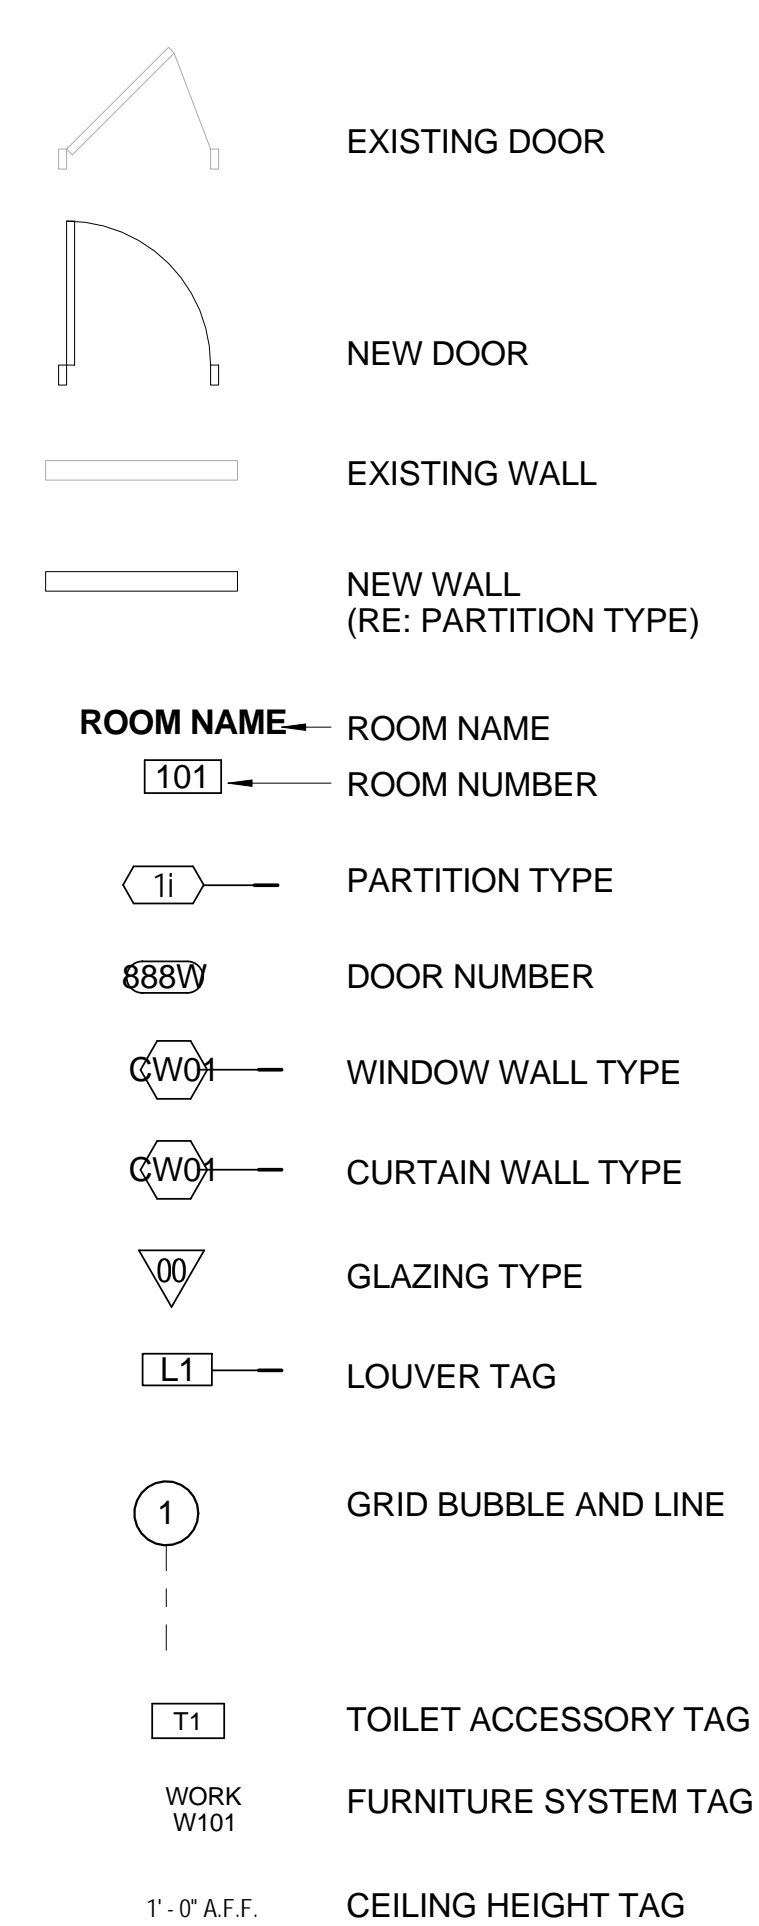 EXISTING DOOR
NEW DOOR
EXISTING WALL
NEW WALL
(RE: PARTITION TYPE)
ROOM NAME ROOM NAME
101 ROOM NUMBER
1i PARTITION TYPE
888W DOOR NUMBER
CW01 WINDOW WALL TYPE
CW01 CURTAIN WALL TYPE
00 GLAZING TYPE
L1 LOUVER TAG
1 GRID BUBBLE AND LINE
T1 TOILET ACCESSORY TAG
WORK FURNITURE SYSTEM TAG
W101
1' - 0" A.F.F. CEILING HEIGHT TAG